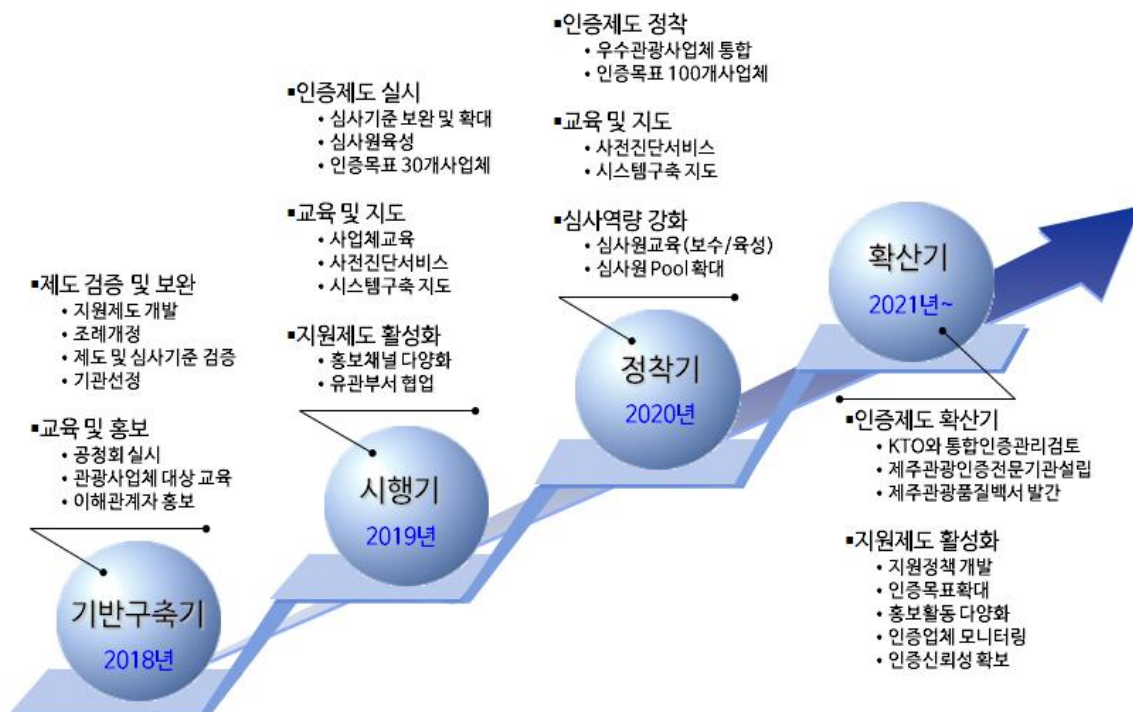 ▪제도 검증 및 보완
• 지원제도 개발
• 조례개정
• 제도 및 심사기준 검증
• 기관선정
▪교육 및 홍보
• 공청회 실시
• 관광사업체 대상 교육
• 이해관계자 홍보
기반구축기
2018년
▪인증제도 실시
• 심사기준 보완 및 확대
• 심사원육성
• 인증목표 30개사업체
▪교육 및 지도
• 사업체교육
• 사전진단서비스
• 시스템구축 지도
▪지원제도 활성화
• 홍보채널 다양화
• 유관부서 협업
시행기
2019년
▪인증제도 정착
• 우수관광사업체 통합
• 인증목표 100개사업체
▪교육 및 지도
• 사전진단서비스
• 시스템구축 지도
▪심사역량 강화
• 심사원교육(보수/육성)
• 심사원 Pool 확대
정착기
2020년
확산기
2021년~
▪인증제도 확산기
• KTO와 통합인증관리검토
• 제주관광인증전문기관설립
• 제주관광품질백서 발간
▪지원제도 활성화
• 지원정책 개발
• 인증목표확대
• 홍보활동 다양화
• 인증업체 모니터링
• 인증신뢰성 확보